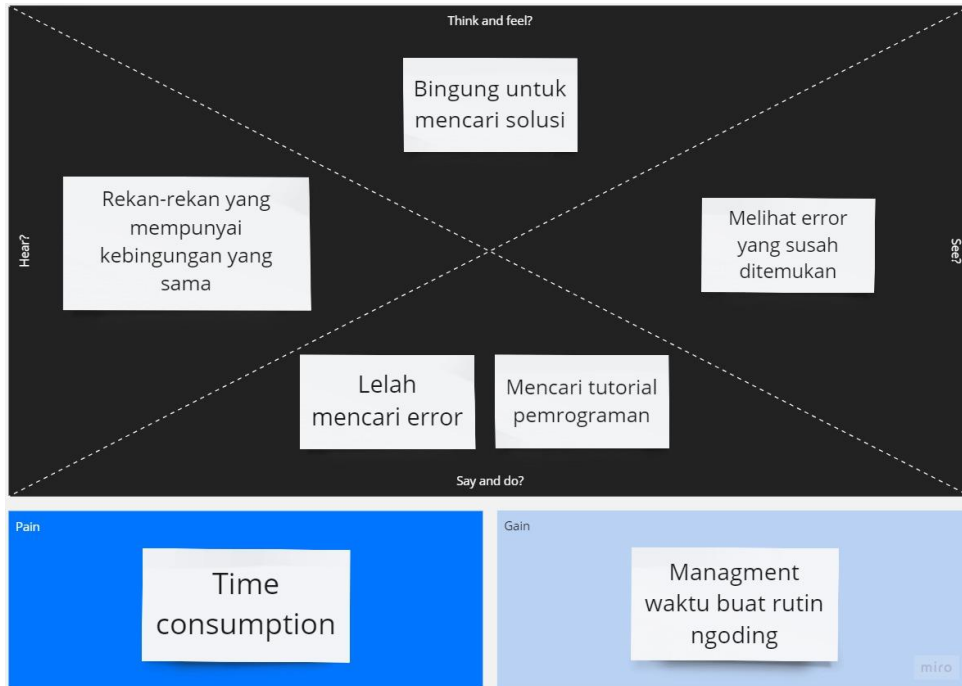 Think and feel?
Bingung untuk
mencari solusi
Hear?
Rekan-rekan yang
mempunyai
kebingungan yang
sama
Melihat error
yang susah
ditemukan
See?
Lelah
mencari error
Mencari tutorial
pemrograman
Say and do?
Pain
Time
consumption
Gain
Managment
waktu buat rutin
ngoding
miro